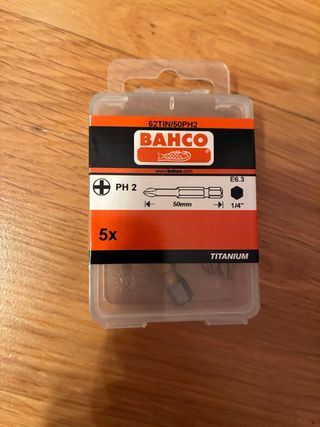 62TIN/50PH2
BAHCO
www.bahco.com
PH 2
E6.3
50mm
1/4"
5x
TITANIUM